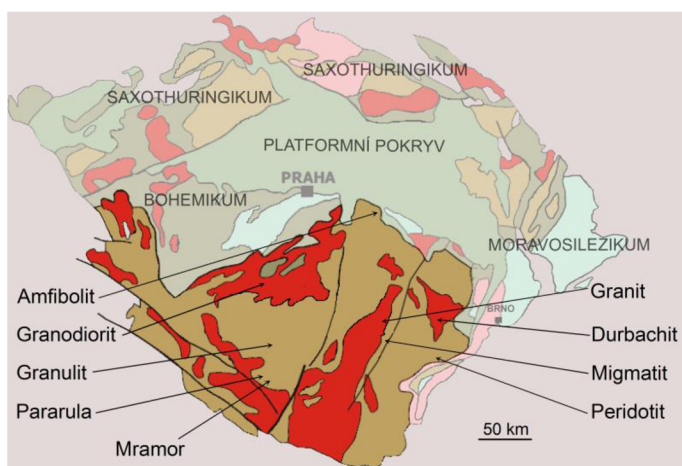 SAXOTHURINGIKUM
SAXOTHURINGIKUM
PLATFORMNÍ POKRYV
PRAHA
BOHEMIKUM
MORAVOSILEZIKUM
Amfibolit
Granodiorit
Granulit
Pararula
Mramor
Granit
BRNO
Durbachit
Migmatit
Peridotit
50 km